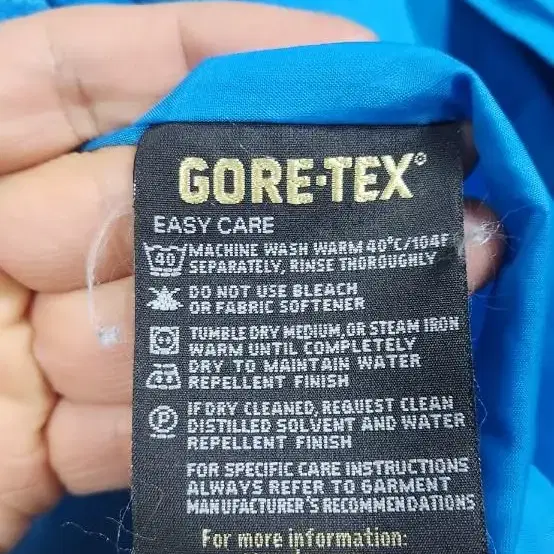 GORE-TEX®
EASY CARE
40 MACHINE WASH WARM 40°C/104F
SEPARATELY, RINSE THOROUGHLY
DO NOT USE BLEACH
OR FABRIC SOFTENER
TUMBLE DRY MEDIUM, OR STEAM IRON
WARM UNTIL COMPLETELY
DRY TO MAINTAIN WATER
REPELLENT FINISH
P IF DRY CLEANED, REQUEST CLEAN
DISTILLED SOLVENT AND WATER
REPELLENT FINISH
FOR SPECIFIC CARE INSTRUCTIONS
ALWAYS REFER TO GARMENT
MANUFACTURER'S RECOMMENDATIONS
For more information: